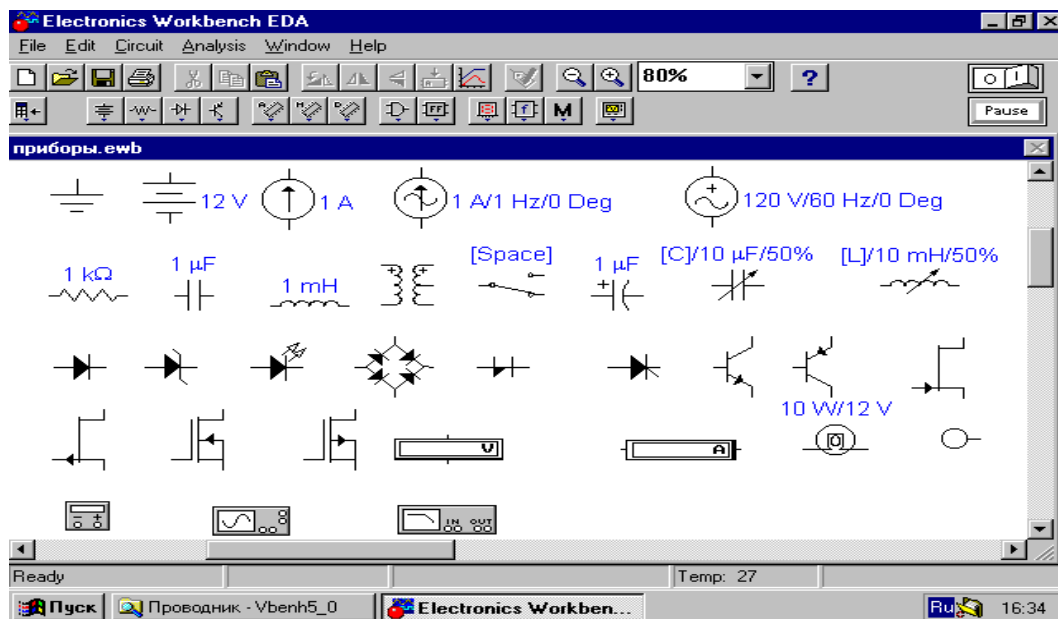 Electronics Workbench EDA
File Edit Circuit Analysis Window Help
80% ?
M
Pause
приборы.ewb
12 V 1 A 1 A/1 Hz/0 Deg 120 V/60 Hz/0 Deg
[Space] [C]/10 µF/50% [L]/10 mH/50%
1 kΩ 1 µF 1 mH 1 µF
10 W/12 V
V A
IN OUT
Ready Temp: 27
Пуск Проводник - Vbenh5_0 Electronics Workben... Ru 16:34